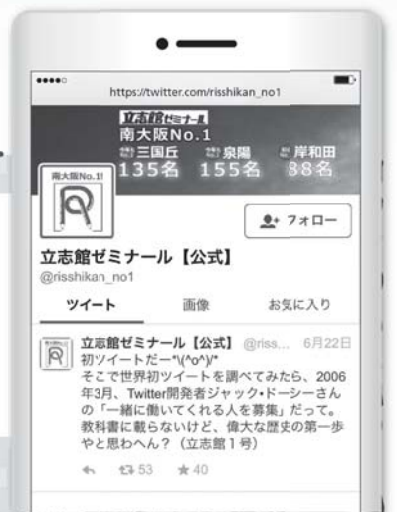 https://twitter.com/risshikan_no1
立志館ゼミナール
南大阪No.1
三国丘 泉陽 岸和田
135名 155名 88名
南大阪No.1!
R
フォロー
立志館ゼミナール【公式】
@risshikan_no1
ツイート 画像 お気に入り
立志館ゼミナール【公式】 @riss... 6月22日
初ツイートだー*\(^o^)/*
そこで世界初ツイートを調べてみたら、2006
年3月、Twitter開発者ジャック・ドーシーさん
の「一緒に働いてくれる人を募集」だって。
教科書に載らないけど、偉大な歴史の第一歩
やと思わへん？（立志館１号）
53 40